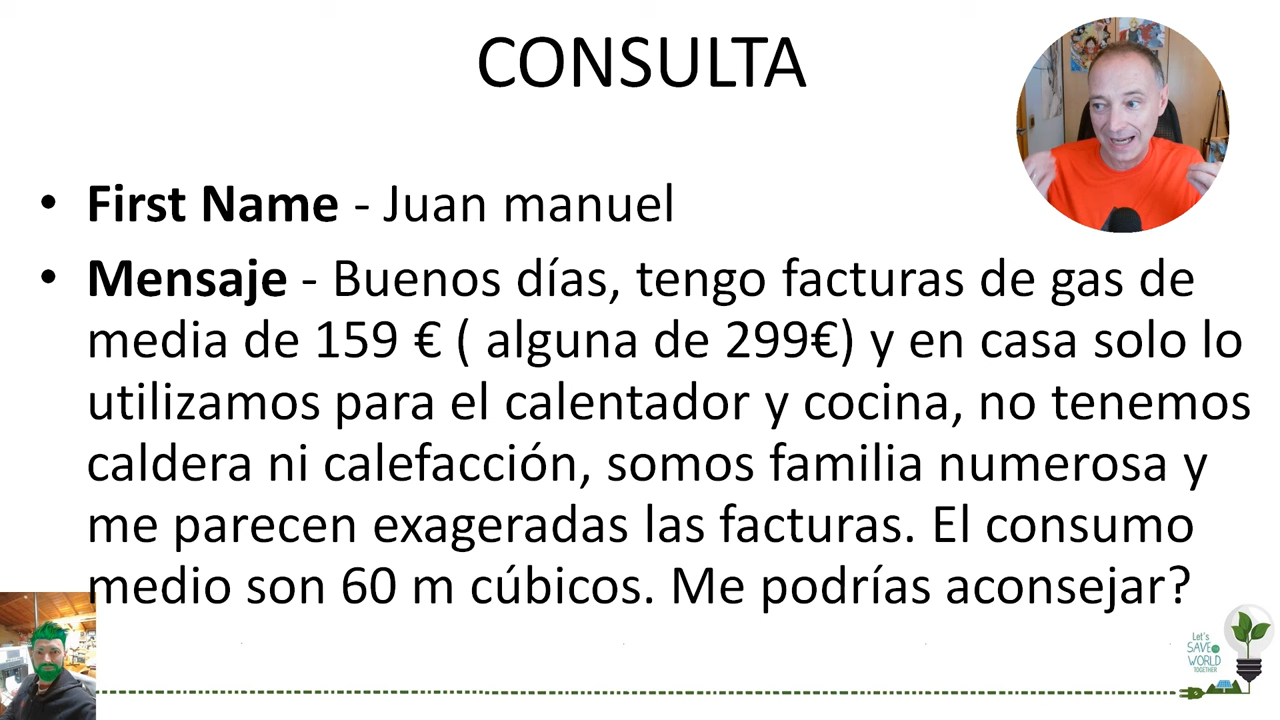 CONSULTA
• First Name - Juan manuel
• Mensaje - Buenos días, tengo facturas de gas de
media de 159 € ( alguna de 299€) y en casa solo lo
utilizamos para el calentador y cocina, no tenemos
caldera ni calefacción, somos familia numerosa y
me parecen exageradas las facturas. El consumo
medio son 60 m cúbicos. Me podrías aconsejar?
Let's
SAVE
WORLD
TOGETHER